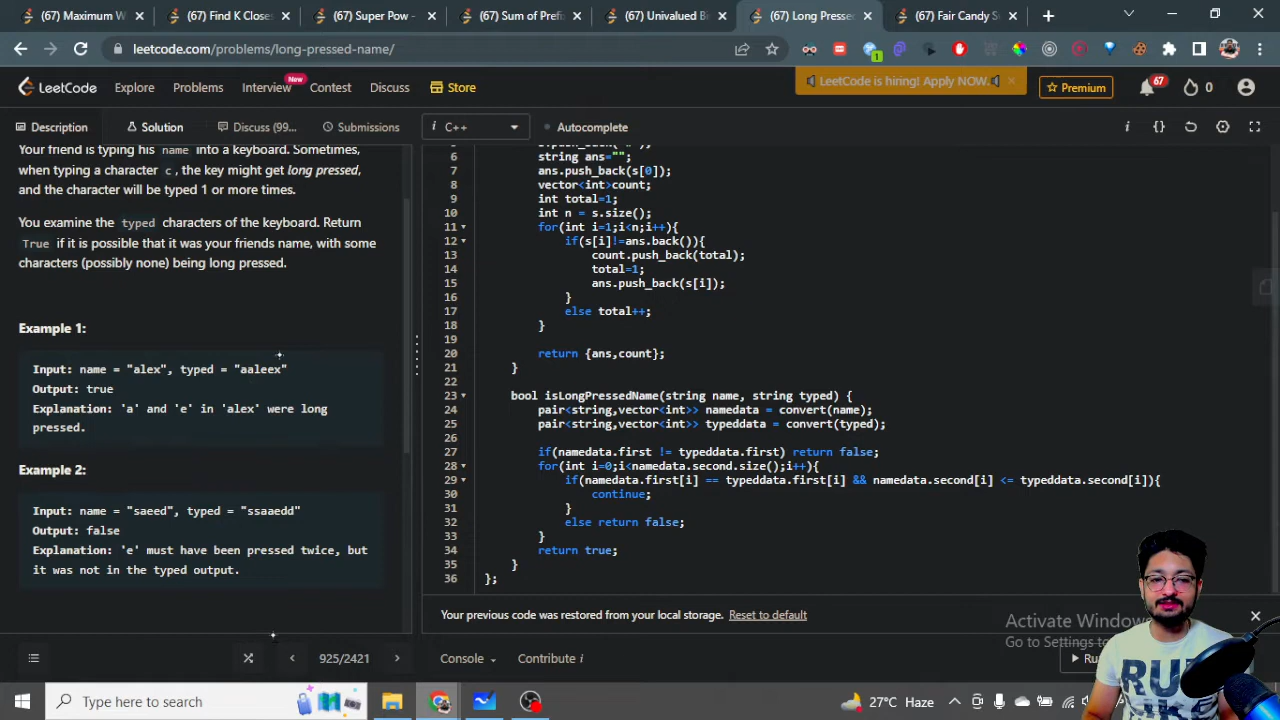 (67) Maximum W
(67) Find K Closes
(67) Super Pow -
(67) Sum of Prefi
(67) Univalued B
(67) Long Presse
(67) Fair Candy S
leetcode.com/problems/long-pressed-name/
1
LeetCode
Explore
Problems
Interview
New
Contest
Discuss
Store
LeetCode is hiring! Apply NOW.
Premium
67
0
Description
Solution
Discuss (99...
Submissions
i C++
Autocomplete
Your friend is typing his name into a keyboard. Sometimes,
when typing a character c, the key might get long pressed,
and the character will be typed 1 or more times.
You examine the typed characters of the keyboard. Return
True if it is possible that it was your friends name, with some
characters (possibly none) being long pressed.
Example 1:
Input: name = "alex", typed = "aaleex"
Output: true
Explanation: 'a' and 'e' in 'alex' were long
pressed.
Example 2:
Input: name = "saeed", typed = "ssaaedd"
Output: false
Explanation: 'e' must have been pressed twice, but
it was not in the typed output.
6 string ans="";
7 ans.push_back(s[0]);
8 vector<int>count;
9 int total=1;
10 int n = s.size();
11 for(int i=1;i<n;i++){
12 if(s[i]!=ans.back()){
13 count.push_back(total);
14 total=1;
15 ans.push_back(s[i]);
16 }
17 else total++;
18 }
19
20 return {ans,count};
21 }
22
23 bool isLongPressedName(string name, string typed) {
24 pair<string,vector<int>> namedata = convert(name);
25 pair<string,vector<int>> typeddata = convert(typed);
26
27 if(namedata.first != typeddata.first) return false;
28 for(int i=0;i<namedata.second.size();i++){
29 if(namedata.first[i] == typeddata.first[i] && namedata.second[i] <= typeddata.second[i]){
30 continue;
31 }
32 else return false;
33 }
34 return true;
35 }
36 };
Your previous code was restored from your local storage. Reset to default
Activate Windows
Go to Settings to
925/2421
Console
Contribute i
Type here to search
27°C Haze